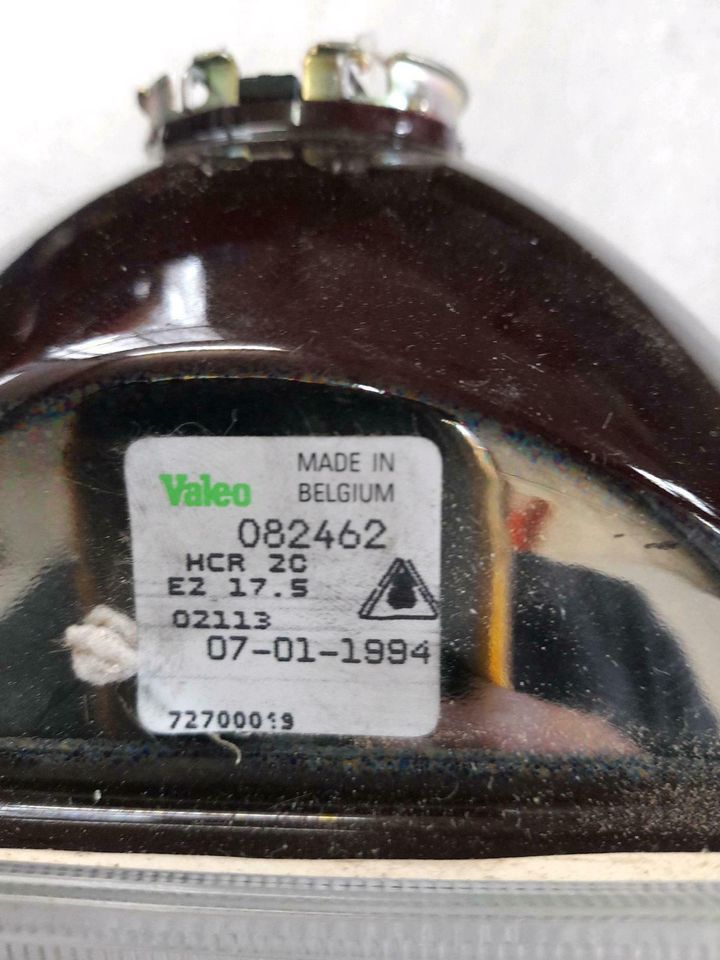 Valeo
MADE IN
BELGIUM
082462
HCR 2C
E2 17.5
02113
07-01-1994
72700019